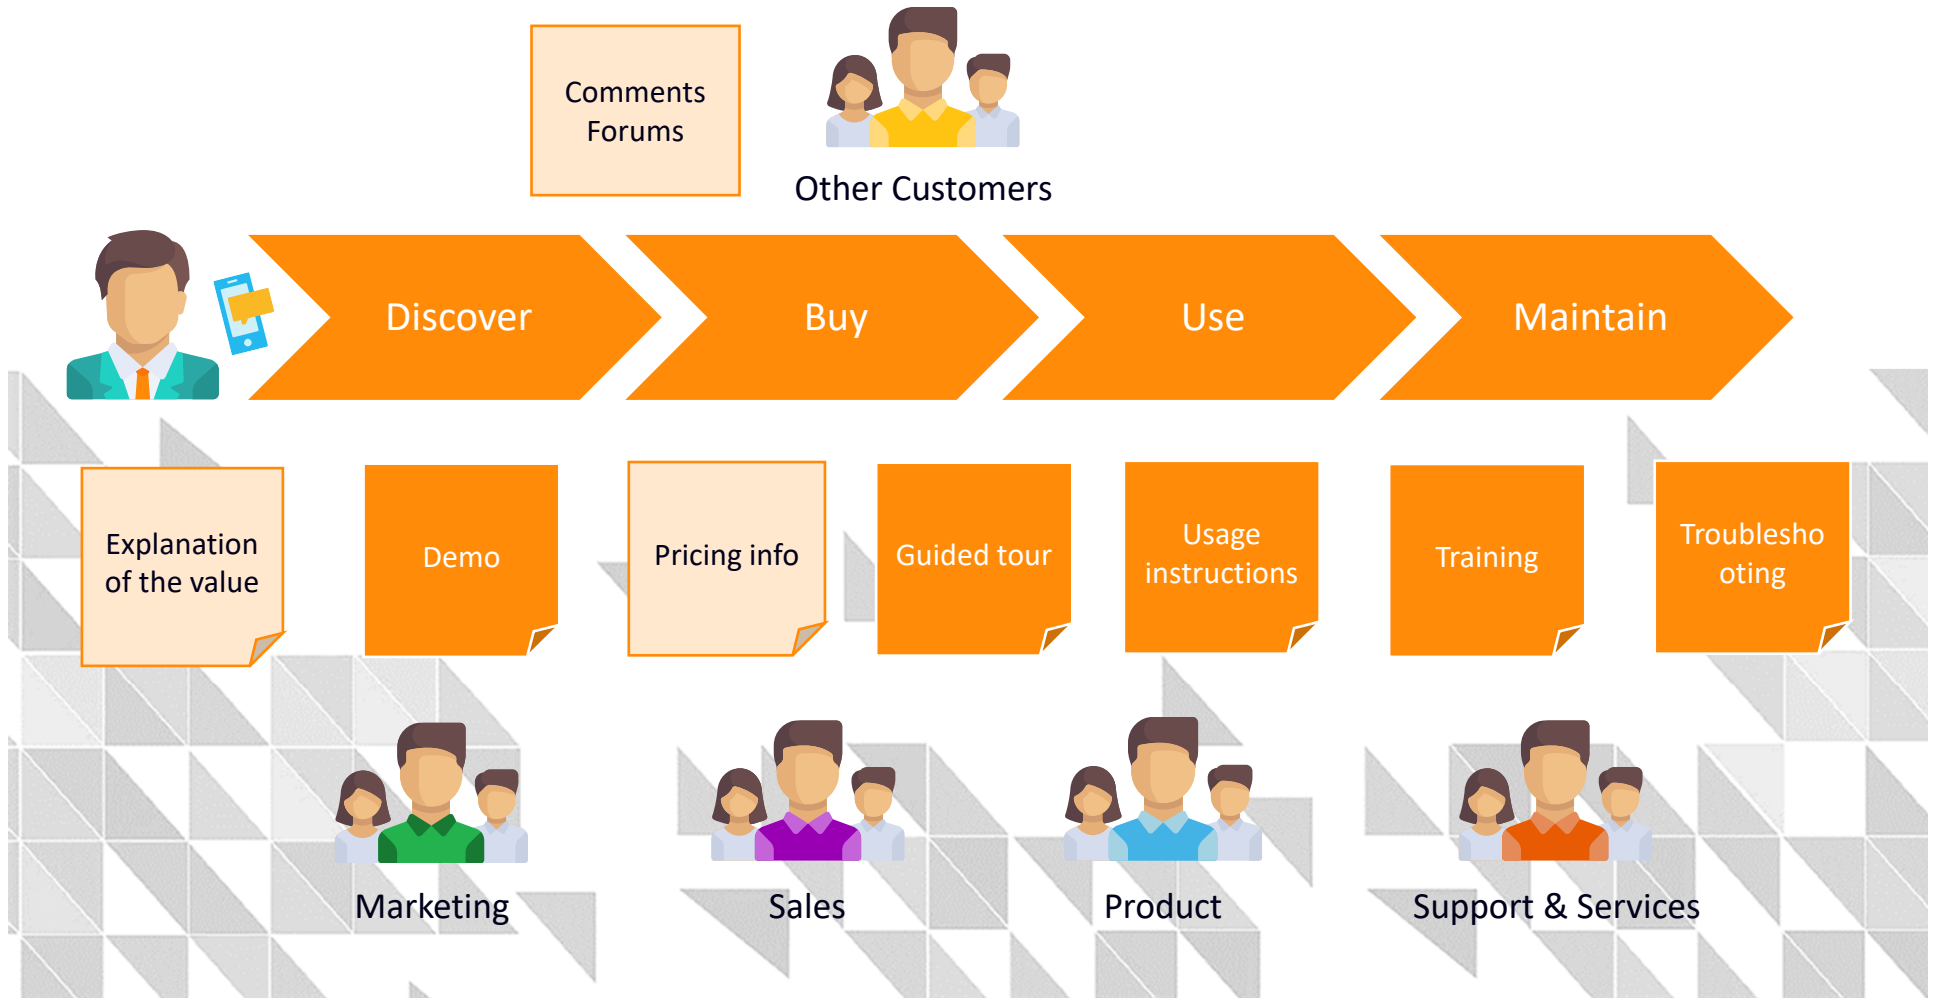 Comments
Forums
Other Customers
Discover
Buy
Use
Maintain
Explanation
of the value
Demo
Pricing info
Guided tour
Usage
instructions
Training
Troublesho
oting
Marketing
Sales
Product
Support & Services